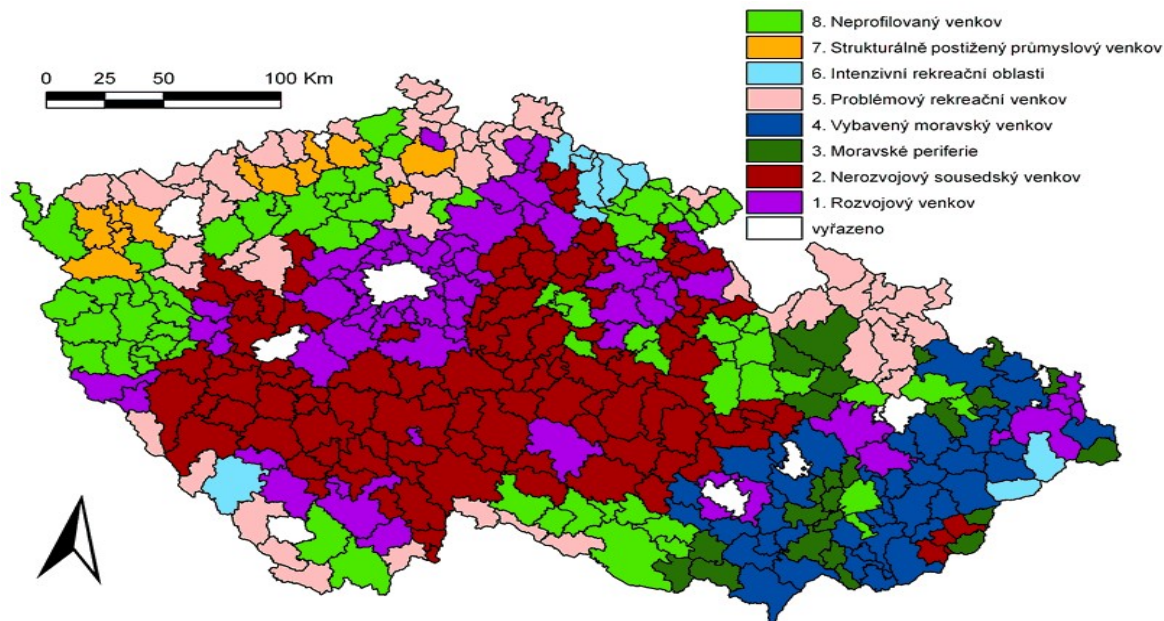 8. Neprofilovaný venkov
7. Strukturálně postižený průmyslový venkov
6. Intenzivní rekreační oblasti
5. Problémový rekreační venkov
4. Vybavený moravský venkov
3. Moravské periferie
2. Nerozvojový sousedský venkov
1. Rozvojový venkov
vyřazeno
0 25 50 100 Km